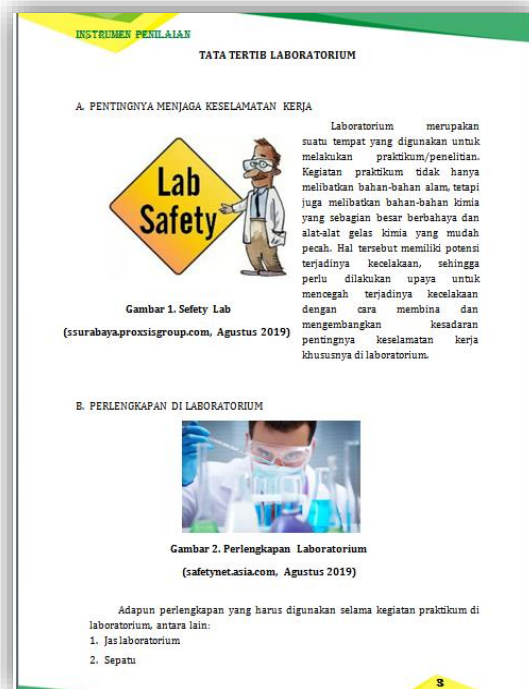 INSTRUMEN PENILAIAN
TATA TERTIB LABORATORIUM
A. PENTINGNYA MENJAGA KESELAMATAN KERJA
Lab
Safety
Gambar 1. Sefety Lab
(ssurabaya.proxsisgroup.com, Agustus 2019)
Laboratorium merupakan
suatu tempat yang digunakan untuk
melakukan praktikum/penelitian.
Kegiatan praktikum tidak hanya
melibatkan bahan-bahan alam, tetapi
juga melibatkan bahan-bahan kimia
yang sebagian besar berbahaya dan
alat-alat gelas kimia yang mudah
pecah. Hal tersebut memiliki potensi
terjadinya kecelakaan, sehingga
perlu dilakukan upaya untuk
mencegah terjadinya kecelakaan
dengan cara membina dan
mengembangkan kesadaran
pentingnya keselamatan kerja
khususnya di laboratorium.
B. PERLENGKAPAN DI LABORATORIUM
Gambar 2. Perlengkapan Laboratorium
(safetynet.asia.com, Agustus 2019)
Adapun perlengkapan yang harus digunakan selama kegiatan praktikum di
laboratorium, antara lain:
1. Jas laboratorium
2. Sepatu
3